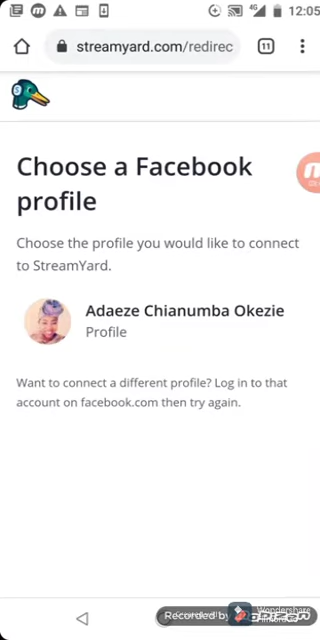 4G 12:05
streamyard.com/redirec
11
Choose a Facebook
profile
Choose the profile you would like to connect
to StreamYard.
Adaeze Chianumba Okezie
Profile
Want to connect a different profile? Log in to that
account on facebook.com then try again.
Recorded by
Wondershare